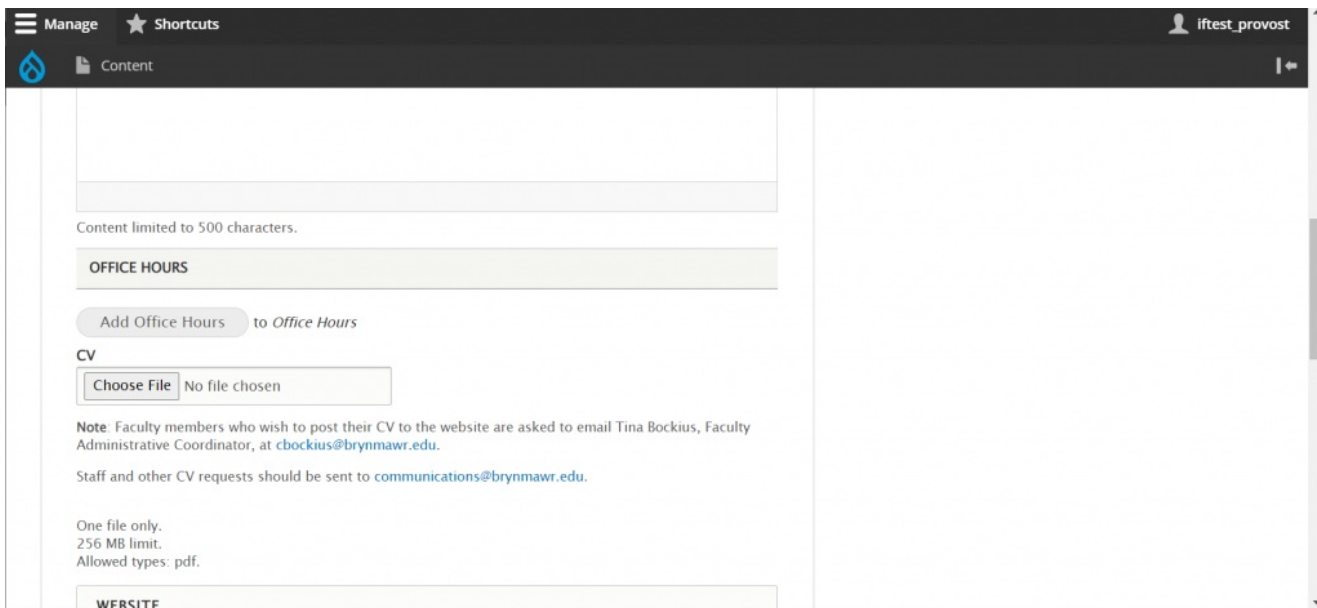 Manage Shortcuts iftest_provost
Content
Content limited to 500 characters.
OFFICE HOURS
Add Office Hours to Office Hours
CV
Choose File No file chosen
Note: Faculty members who wish to post their CV to the website are asked to email Tina Bockius, Faculty
Administrative Coordinator, at cbockius@brynmawr.edu.
Staff and other CV requests should be sent to communications@brynmawr.edu.
One file only.
256 MB limit.
Allowed types: pdf.
WEBSITE